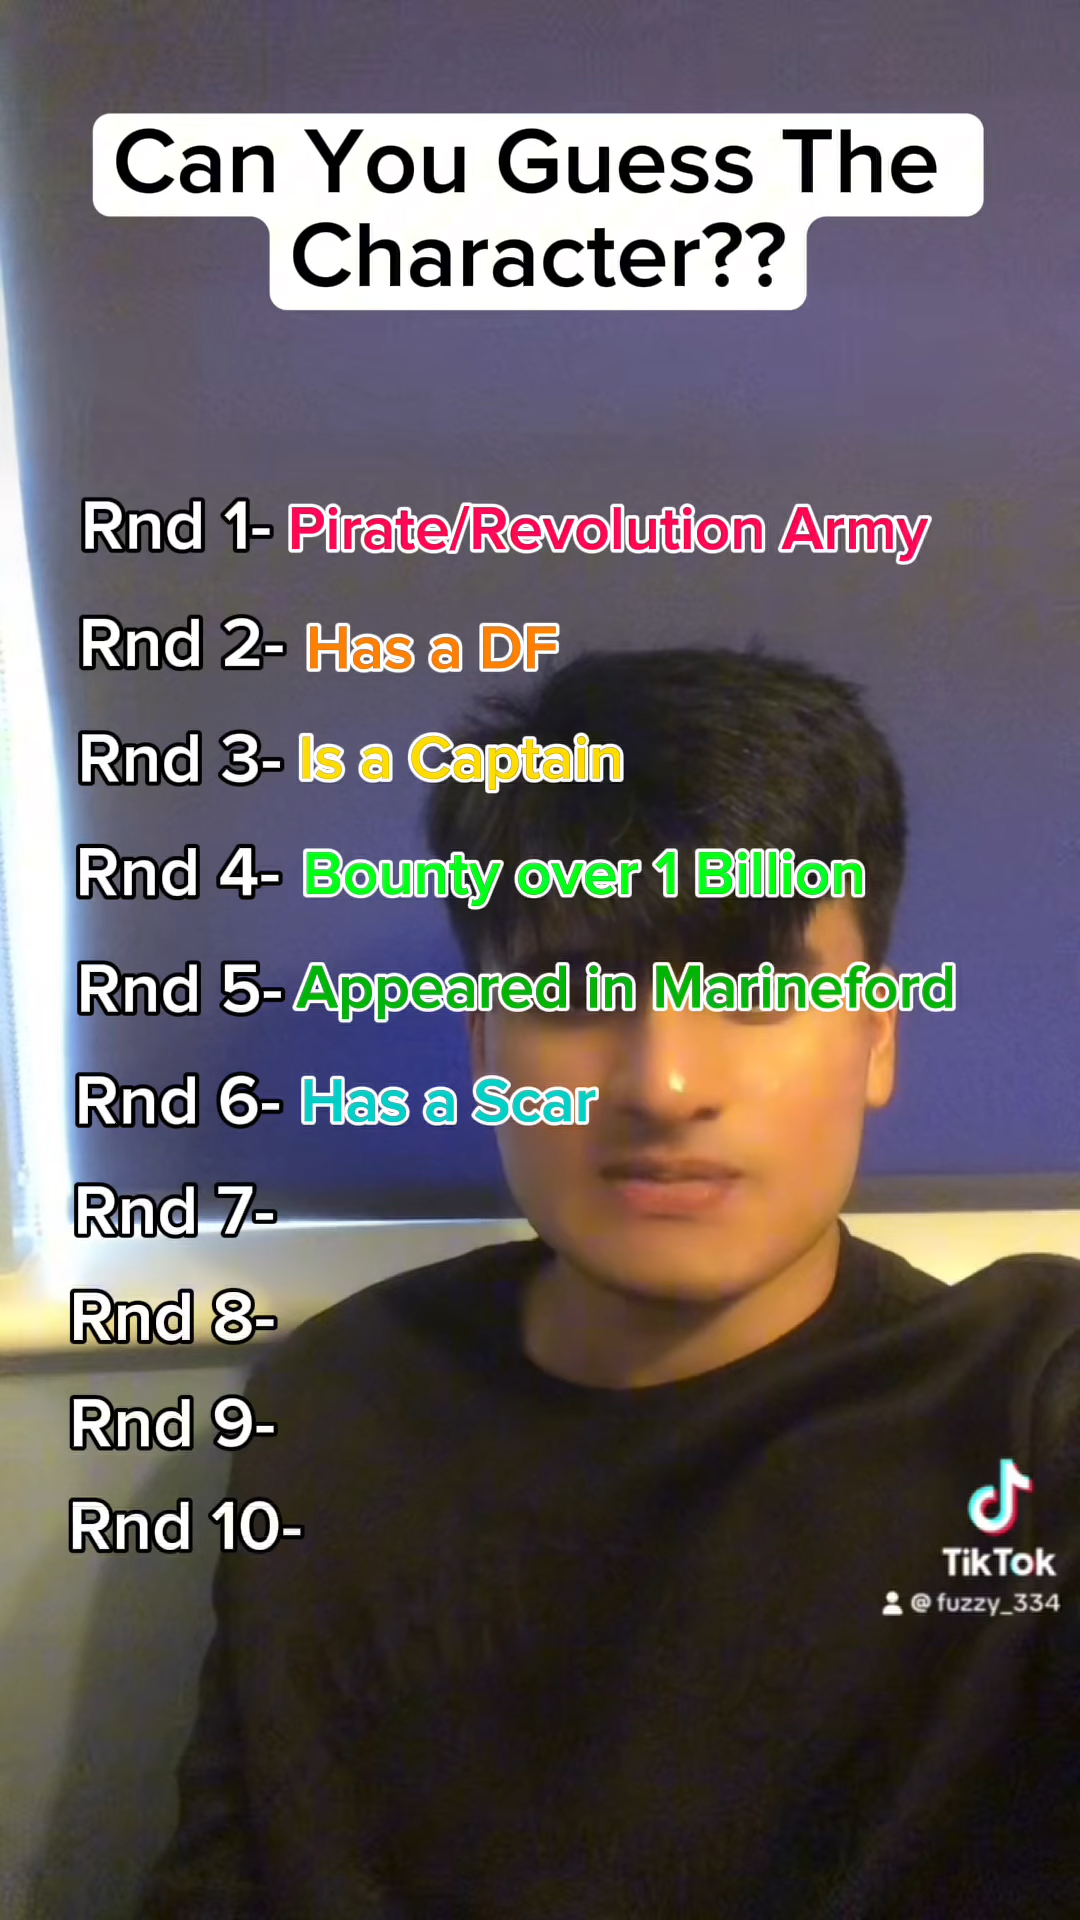 Can You Guess The
Character??
Rnd 1- Pirate/Revolution Army
Rnd 2- Has a DF
Rnd 3- Is a Captain
Rnd 4- Bounty over 1 Billion
Rnd 5- Appeared in Marineford
Rnd 6- Has a Scar
Rnd 7-
Rnd 8-
Rnd 9-
Rnd 10-
TikTok
@fuzzy_334